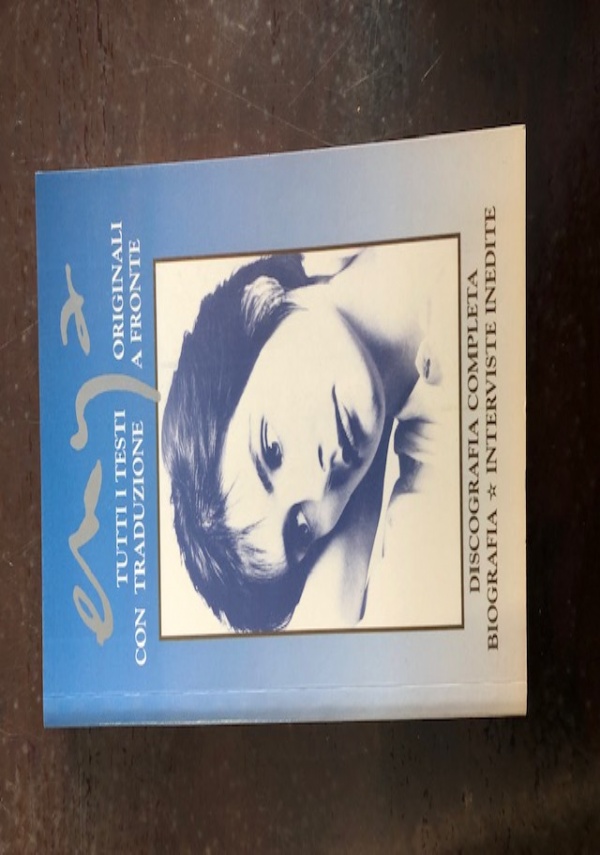 enya
TUTTI I TESTI ORIGINALI
CON TRADUZIONE A FRONTE
DISCOGRAFIA COMPLETA
BIOGRAFIA ☆ INTERVISTE INEDITE